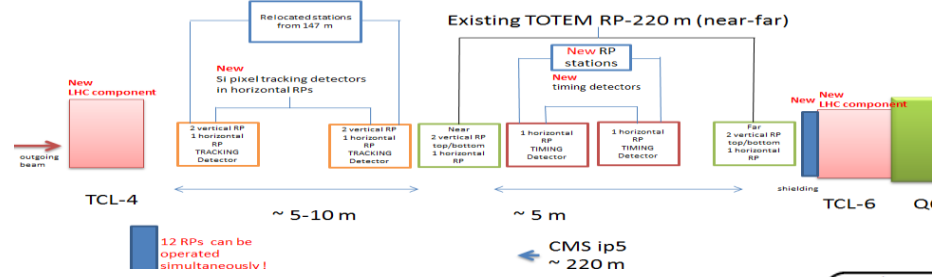 Relocated stations
from 147 m
Existing TOTEM RP-220 m (near-far)
New RP
stations
New
Si pixel tracking detectors
in horizontal RPs
New
timing detectors
New
LHC component
New
New
LHC component
outgoing
beam
2 vertical RP
1 horizontal
RP
TRACKING
Detector
2 vertical RP
1 horizontal
RP
TRACKING
Detector
Near
2 vertical RP
top/bottom
1 horizontal
RP
1 horizontal
RP
TIMING
Detector
1 horizontal
RP
TIMING
Detector
Far
2 vertical RP
top/bottom
1 horizontal
RP
shielding
TCL-4
TCL-6
~ 5-10 m
~ 5 m
12 RPs can be
operated
simultaneously!
CMS ip5
~ 220 m